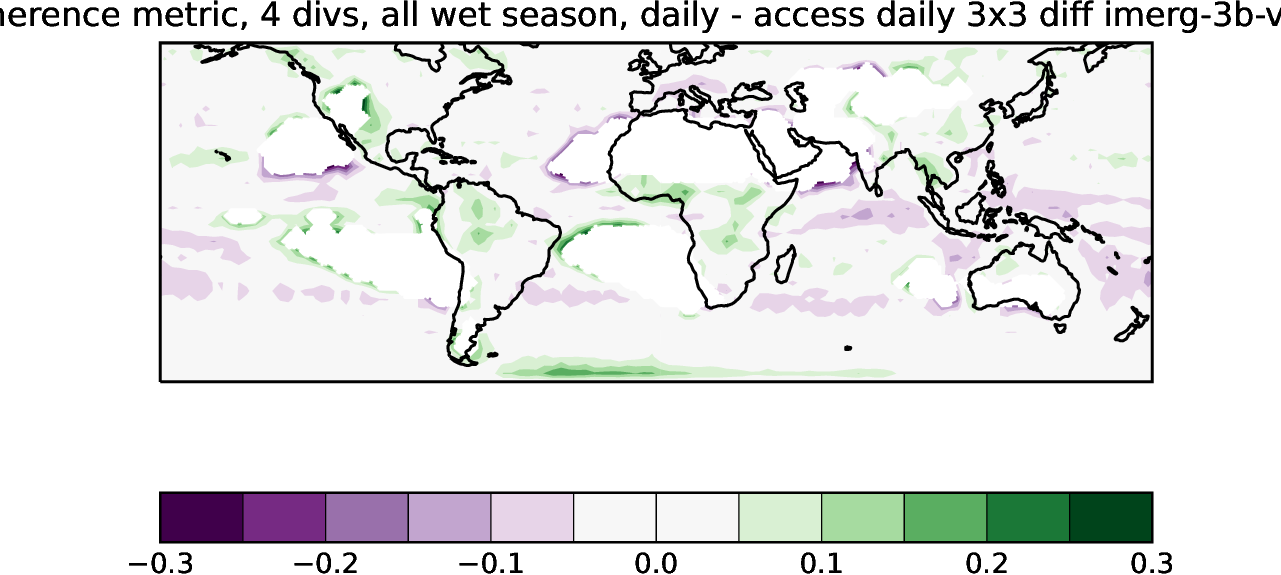 herence metric, 4 divs, all wet season, daily - access daily 3x3 diff imerg-3b-v
−0.3 −0.2 −0.1 0.0 0.1 0.2 0.3